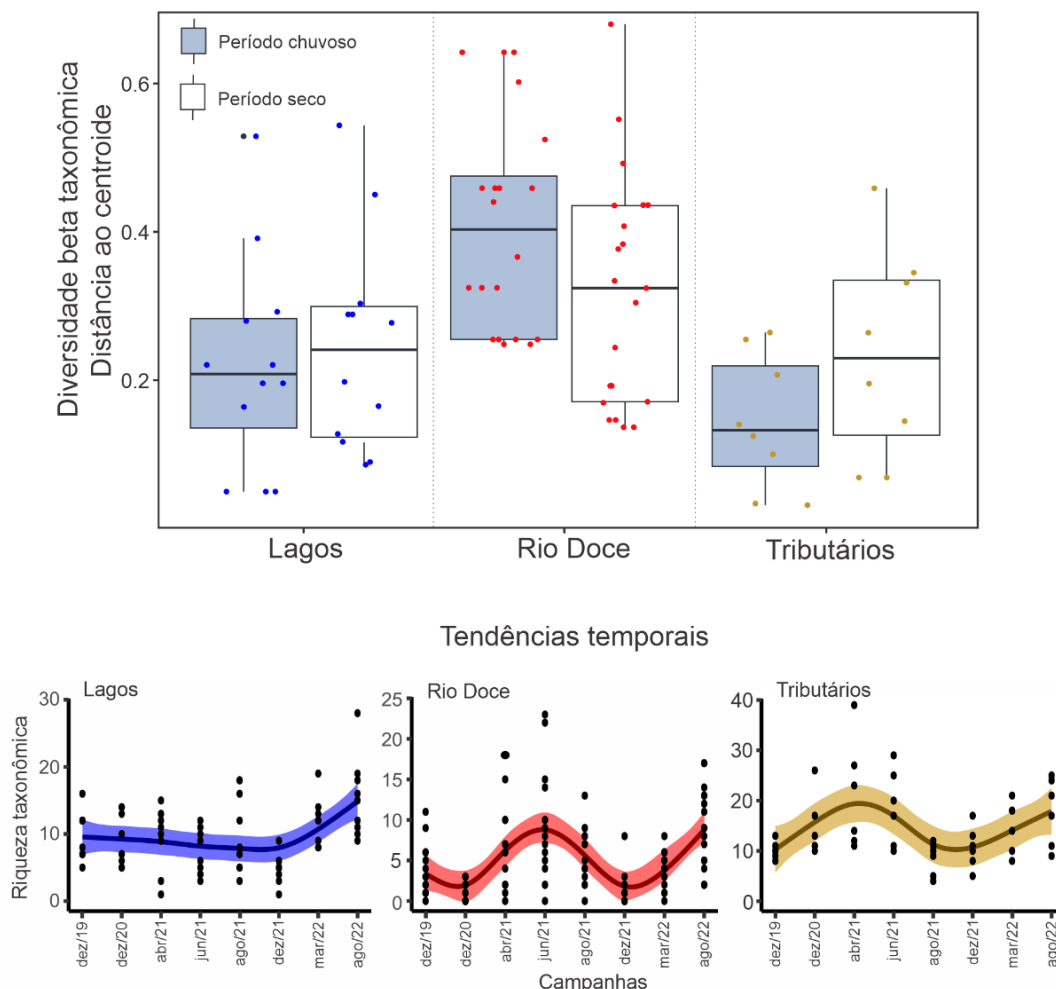 Diversidade beta taxonômica
Distância ao centroide
0.6
0.4
0.2
Período chuvoso
Período seco
Lagos
Rio Doce
Tributários
Tendências temporais
Riqueza taxonômica
Lagos
30
20
10
0
dez/19
dez/20
abr/21
jun/21
ago/21
dez/21
mar/22
ago/22
Rio Doce
25
20
15
10
5
0
dez/19
dez/20
abr/21
jun/21
ago/21
dez/21
mar/22
ago/22
Tributários
40
30
20
10
0
dez/19
dez/20
abr/21
jun/21
ago/21
dez/21
mar/22
ago/22
Campanhas